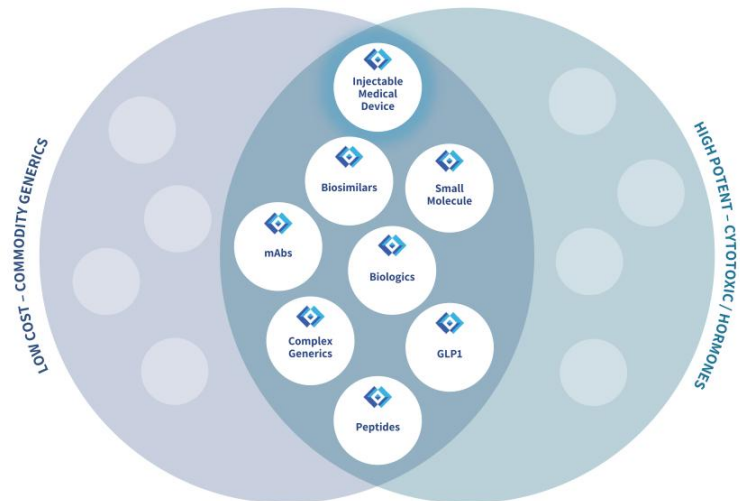 Injectable
Medical
Device
Biosimilars
Small
Molecule
mAbs
Biologics
Complex
Generics
GLP1
Peptides
LOW COST – COMMODITY GENERICS
HIGH POTENT – CYTOTOXIC / HORMONES